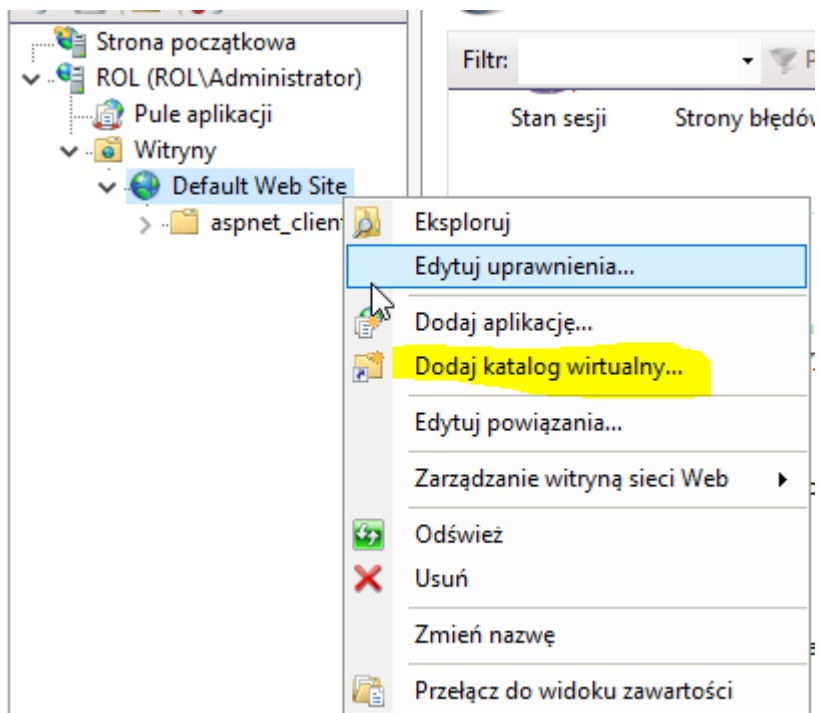 Strona początkowa
ROL (ROL\Administrator)
Pule aplikacji
Witryny
Default Web Site
aspnet_clien
Filtr:
Stan sesji
Strony błędów
Eksploruj
Edytuj uprawnienia...
Dodaj aplikację...
Dodaj katalog wirtualny...
Edytuj powiązania...
Zarządzanie witryną sieci Web
Odśwież
Usuń
Zmień nazwę
Przełącz do widoku zawartości